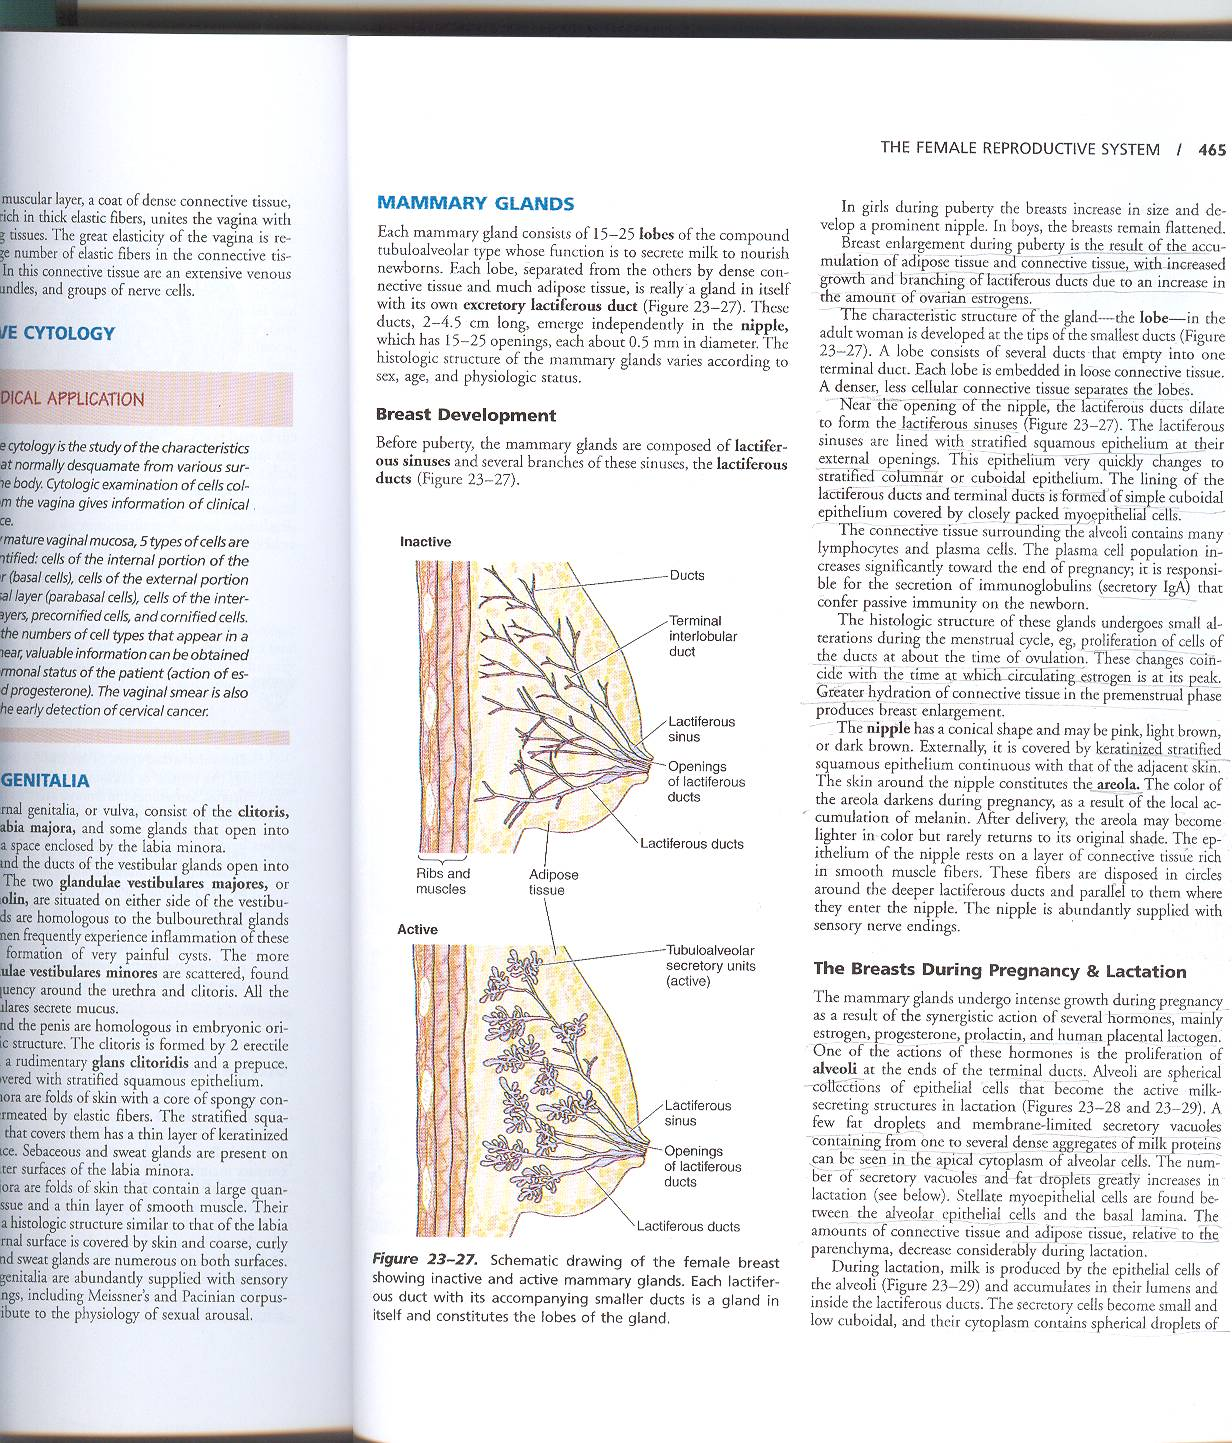 muscular layer, a coat of dense connective tissue,
rich in thick elastic fibers, unites the vagina with
tissues. The great elasticity of the vagina is re-
number of elastic fibers in the connective tis-
In this connective tissue are an extensive venous
and groups of nerve cells.
CYTOLOGY
APPLICATION
cytology is the study of the characteristics
at normally desquamate from various sur-
body. Cytologic examination of cells col-
the vagina gives information of clinical
mature vaginal mucosa, 5 types of cells are
cells of the internal portion of the
(basal cells), cells of the external portion
layer (parabasal cells), cells of the inter-
precornified cells, and cornified cells.
the numbers of cell types that appear in a
valuable information can be obtained
status of the patient (action of es-
progesterone). The vaginal smear is also
early detection of cervical cancer.
GENITALIA
genitalia, or vulva, consist of the clitoris,
majora, and some glands that open into
a space enclosed by the labia minora.
the ducts of the vestibular glands open into
The two glandulae vestibulares majores, or
are situated on either side of the vestibu-
are homologous to the bulbourethral glands
frequently experience inflammation of these
formation of very painful cysts. The more
vestibulares minores are scattered, found
around the urethra and clitoris. All the
secrete mucus.
the penis are homologous in embryonic ori-
structure. The clitoris is formed by 2 erectile
a rudimentary glans clitoridis and a prepuce.
with stratified squamous epithelium.
are folds of skin with a core of spongy con-
by elastic fibers. The stratified squa-
that covers them has a thin layer of keratinized
Sebaceous and sweat glands are present on
surfaces of the labia minora.
are folds of skin that contain a large quan-
and a thin layer of smooth muscle. Their
a histologic structure similar to that of the labia
surface is covered by skin and coarse, curly
sweat glands are numerous on both surfaces.
genitalia are abundantly supplied with sensory
including Meissner's and Pacinian corpus-
to the physiology of sexual arousal.
THE FEMALE REPRODUCTIVE SYSTEM / 465
MAMMARY GLANDS
Each mammary gland consists of 15–25 lobes of the compound
tubuloalveolar type whose function is to secrete milk to nourish
newborns. Each lobe, separated from the others by dense con-
nective tissue and much adipose tissue, is really a gland in itself
with its own excretory lactiferous duct (Figure 23–27). These
ducts, 2–4.5 cm long, emerge independently in the nipple,
which has 15–25 openings, each about 0.5 mm in diameter. The
histologic structure of the mammary glands varies according to
sex, age, and physiologic status.
Breast Development
Before puberty, the mammary glands are composed of lactifer-
ous sinuses and several branches of these sinuses, the lactiferous
ducts (Figure 23–27).
Inactive
Ducts
Terminal
interlobular
duct
Lactiferous
sinus
Openings
of lactiferous
ducts
Lactiferous ducts
Ribs and
muscles
Adipose
tissue
Active
Tubuloalveolar
secretory units
(active)
Lactiferous
sinus
Openings
of lactiferous
ducts
Lactiferous ducts
Figure 23–27. Schematic drawing of the female breast
showing inactive and active mammary glands. Each lactifer-
ous duct with its accompanying smaller ducts is a gland in
itself and constitutes the lobes of the gland.
In girls during puberty the breasts increase in size and de-
velop a prominent nipple. In boys, the breasts remain flattened.
Breast enlargement during puberty is the result of the accu-
mulation of adipose tissue and connective tissue, with increased
growth and branching of lactiferous ducts due to an increase in
the amount of ovarian estrogens.
The characteristic structure of the gland—the lobe—in the
adult woman is developed at the tips of the smallest ducts (Figure
23–27). A lobe consists of several ducts that empty into one
terminal duct. Each lobe is embedded in loose connective tissue.
A denser, less cellular connective tissue separates the lobes.
Near the opening of the nipple, the lactiferous ducts dilate
to form the lactiferous sinuses (Figure 23–27). The lactiferous
sinuses are lined with stratified squamous epithelium at their
external openings. This epithelium very quickly changes to
stratified columnar or cuboidal epithelium. The lining of the
lactiferous ducts and terminal ducts is formed of simple cuboidal
epithelium covered by closely packed myoepithelial cells.
The connective tissue surrounding the alveoli contains many
lymphocytes and plasma cells. The plasma cell population in-
creases significantly toward the end of pregnancy; it is responsi-
ble for the secretion of immunoglobulins (secretory IgA) that
confer passive immunity on the newborn.
The histologic structure of these glands undergoes small al-
terations during the menstrual cycle, eg, proliferation of cells of
the ducts at about the time of ovulation. These changes coin-
cide with the time at which circulating estrogen is at its peak.
Greater hydration of connective tissue in the premenstrual phase
produces breast enlargement.
The nipple has a conical shape and may be pink, light brown,
or dark brown. Externally, it is covered by keratinized stratified
squamous epithelium continuous with that of the adjacent skin.
The skin around the nipple constitutes the areola. The color of
the areola darkens during pregnancy, as a result of the local ac-
cumulation of melanin. After delivery, the areola may become
lighter in color but rarely returns to its original shade. The ep-
ithelium of the nipple rests on a layer of connective tissue rich
in smooth muscle fibers. These fibers are disposed in circles
around the deeper lactiferous ducts and parallel to them where
they enter the nipple. The nipple is abundantly supplied with
sensory nerve endings.
The Breasts During Pregnancy & Lactation
The mammary glands undergo intense growth during pregnancy
as a result of the synergistic action of several hormones, mainly
estrogen, progesterone, prolactin, and human placental lactogen.
One of the actions of these hormones is the proliferation of
alveoli at the ends of the terminal ducts. Alveoli are spherical
collections of epithelial cells that become the active milk-
secreting structures in lactation (Figures 23–28 and 23–29). A
few fat droplets and membrane-limited secretory vacuoles
containing from one to several dense aggregates of milk proteins
can be seen in the apical cytoplasm of alveolar cells. The num-
ber of secretory vacuoles and fat droplets greatly increases in
lactation (see below). Stellate myoepithelial cells are found be-
tween the alveolar epithelial cells and the basal lamina. The
amounts of connective tissue and adipose tissue, relative to the
parenchyma, decrease considerably during lactation.
During lactation, milk is produced by the epithelial cells of
the alveoli (Figure 23–29) and accumulates in their lumens and
inside the lactiferous ducts. The secretory cells become small and
low cuboidal, and their cytoplasm contains spherical droplets of